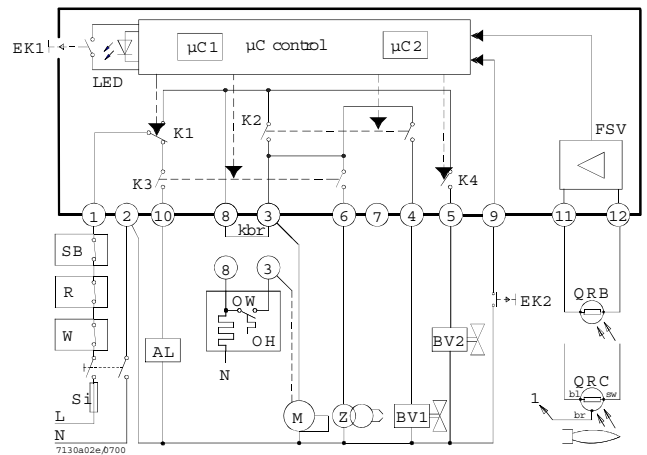 EK1
LED
µC1
µC control
µC2
FSV
K1
K2
K3
K4
1
2
10
8
3
6
7
4
5
9
11
12
kbr
SB
R
W
Si
L
N
AL
8
3
OW
OH
N
M
Z
BV1
BV2
EK2
QRB
QRC
bl
sw
br
1
7130a02e/0700